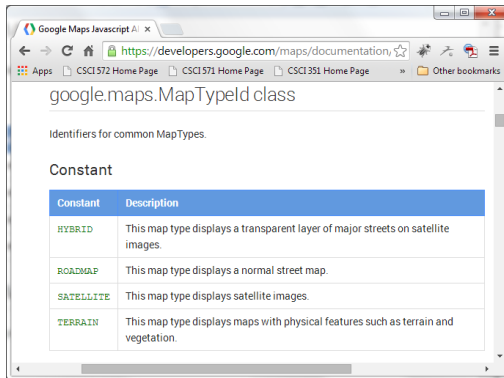 Google Maps Javascript AP
https://developers.google.com/maps/documentation/
Apps CSCI 572 Home Page CSCI 571 Home Page CSCI 351 Home Page » Other bookmarks
google.maps.MapTypeId class
Identifiers for common MapTypes.
Constant
Constant Description
HYBRID This map type displays a transparent layer of major streets on satellite
images.
ROADMAP This map type displays a normal street map.
SATELLITE This map type displays satellite images.
TERRAIN This map type displays maps with physical features such as terrain and
vegetation.